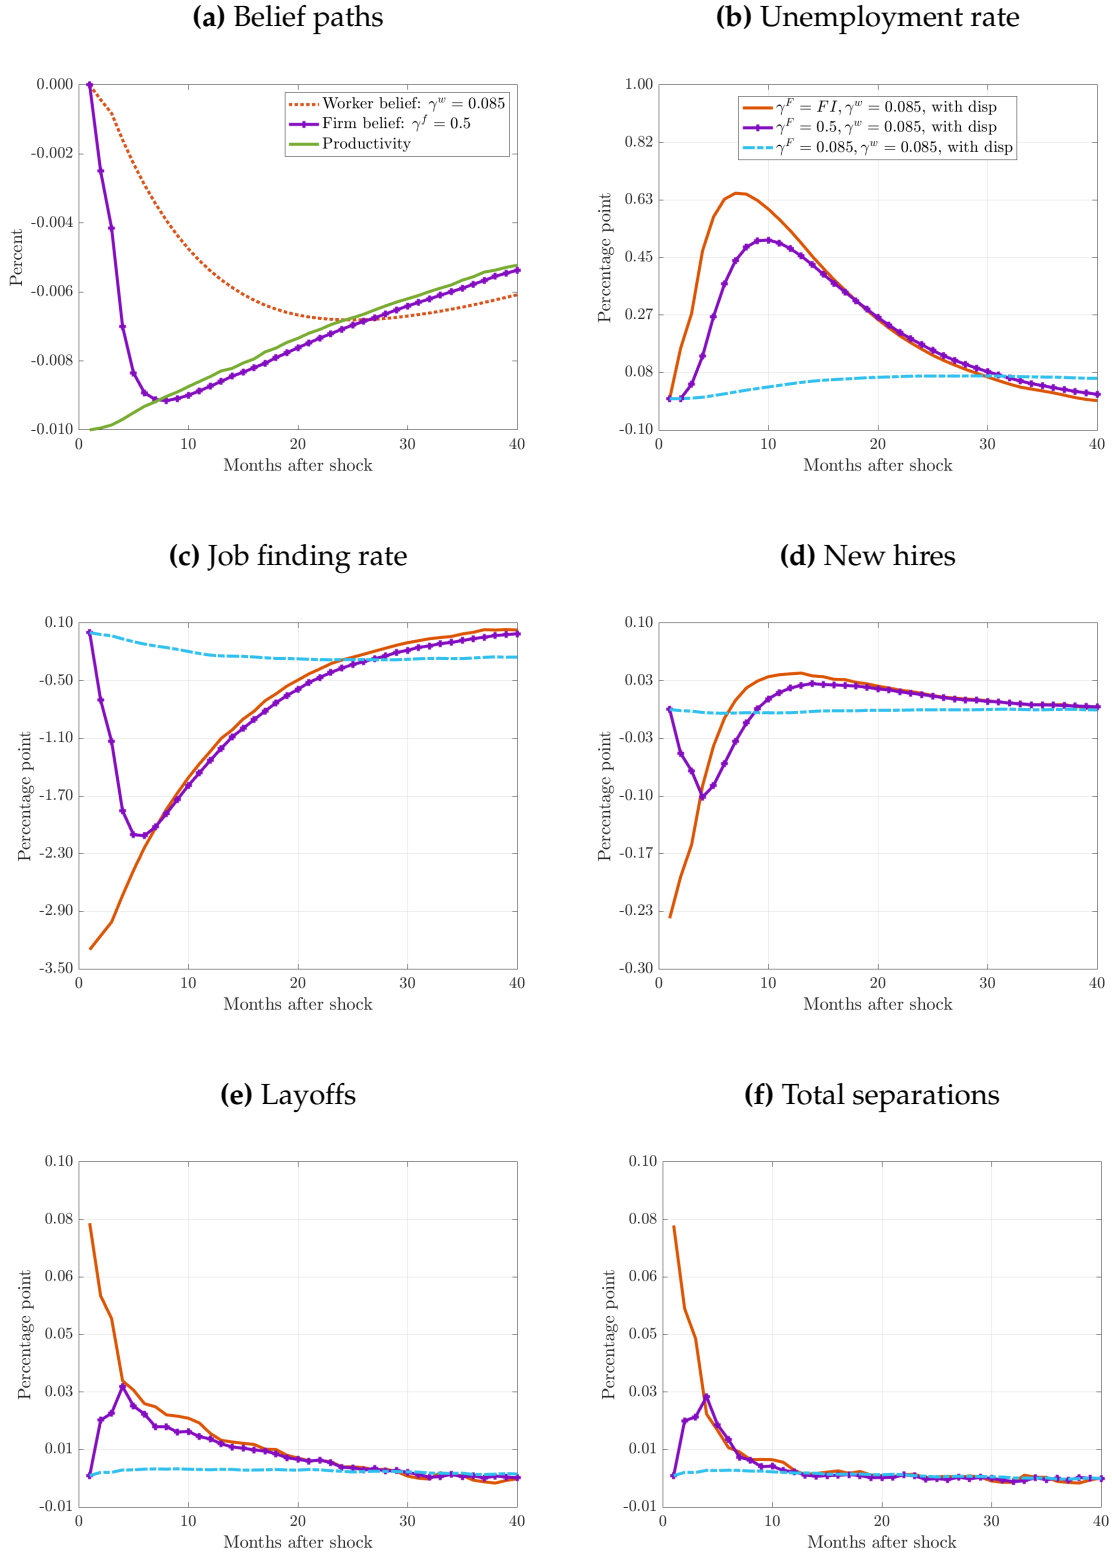 (a) Belief paths
0.000
-0.002
-0.004
-0.006
-0.008
-0.010
Percent
0
10
20
30
40
Months after shock
Worker belief: γ^w = 0.085
Firm belief: γ^f = 0.5
Productivity
(b) Unemployment rate
1.00
0.82
0.63
0.45
0.27
0.08
-0.10
Percentage point
0
10
20
30
40
Months after shock
γ^F = FI, γ^w = 0.085, with disp
γ^F = 0.5, γ^w = 0.085, with disp
γ^F = 0.085, γ^w = 0.085, with disp
(c) Job finding rate
0.10
-0.50
-1.10
-1.70
-2.30
-2.90
-3.50
Percentage point
0
10
20
30
40
Months after shock
(d) New hires
0.10
0.03
-0.03
-0.10
-0.17
-0.23
-0.30
Percentage point
0
10
20
30
40
Months after shock
(e) Layoffs
0.10
0.08
0.06
0.05
0.03
0.01
-0.01
Percentage point
0
10
20
30
40
Months after shock
(f) Total separations
0.10
0.08
0.06
0.05
0.03
0.01
-0.01
Percentage point
0
10
20
30
40
Months after shock